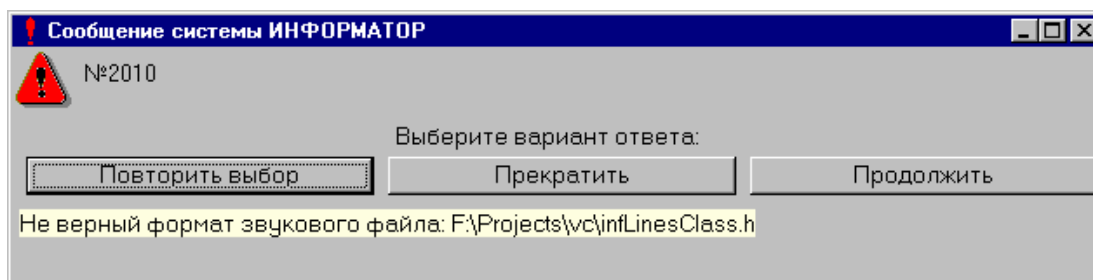 Сообщение системы ИНФОРМАТОР
№2010
Выберите вариант ответа:
Повторить выбор Прекратить Продолжить
Не верный формат звукового файла: F:\Projects\vc\infLinesClass.h